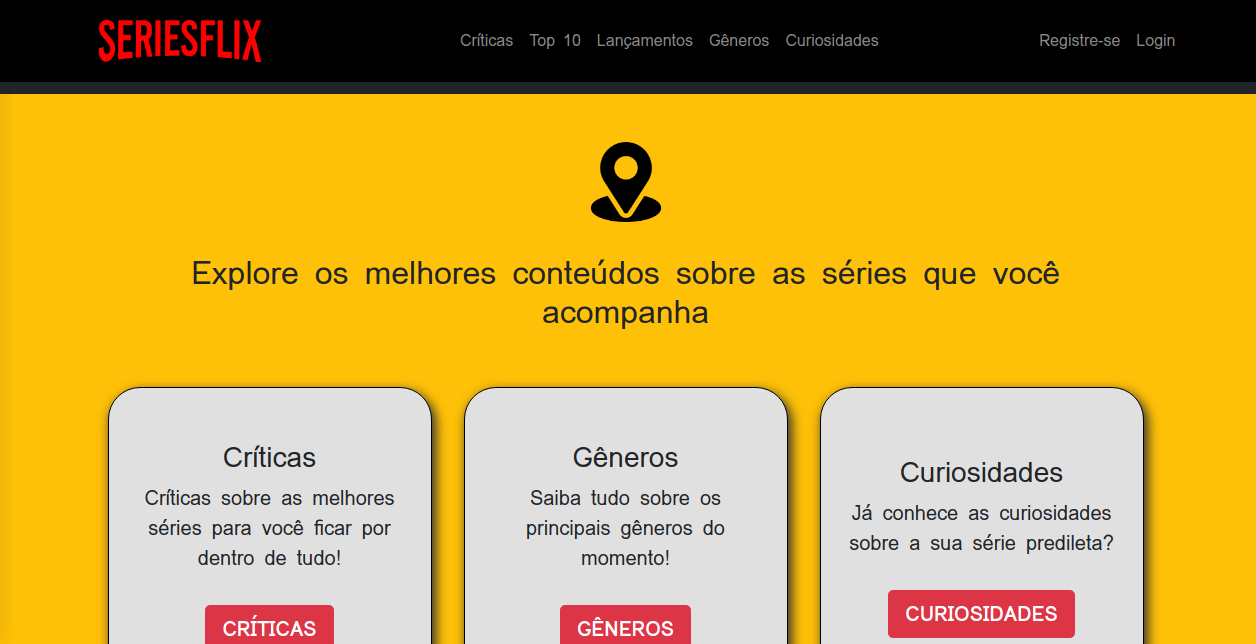 SERIESFLIX Críticas Top 10 Lançamentos Gêneros Curiosidades Registre-se Login
Explore os melhores conteúdos sobre as séries que você
acompanha
Críticas
Críticas sobre as melhores
séries para você ficar por
dentro de tudo!
CRÍTICAS
Gêneros
Saiba tudo sobre os
principais gêneros do
momento!
GÊNEROS
Curiosidades
Já conhece as curiosidades
sobre a sua série predileta?
CURIOSIDADES